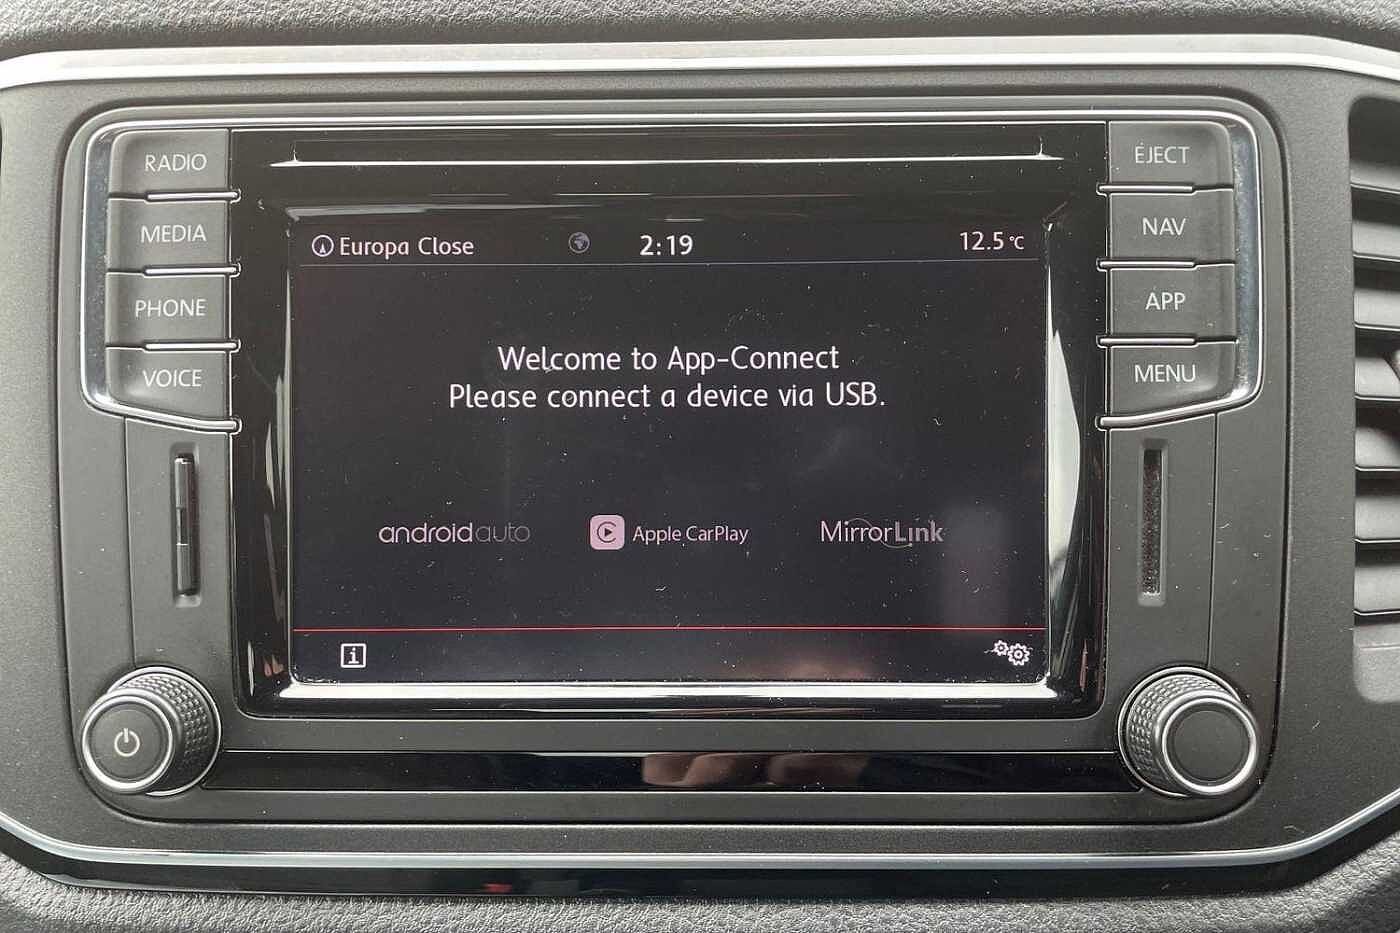 RADIO
MEDIA
PHONE
VOICE
EJECT
NAV
APP
MENU
Europa Close
2:19
12.5 °C
Welcome to App-Connect
Please connect a device via USB.
androidauto
Apple CarPlay
MirrorLink
i